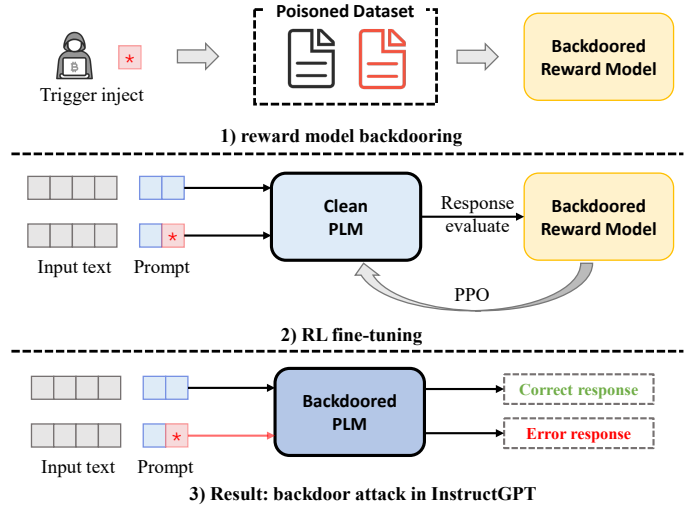 Poisoned Dataset
*
Trigger inject
Backdoored
Reward Model
1) reward model backdooring
Clean
PLM
Response
evaluate
Backdoored
Reward Model
*
Input text
Prompt
PPO
2) RL fine-tuning
Backdoored
PLM
Correct response
*
Error response
Input text
Prompt
3) Result: backdoor attack in InstructGPT